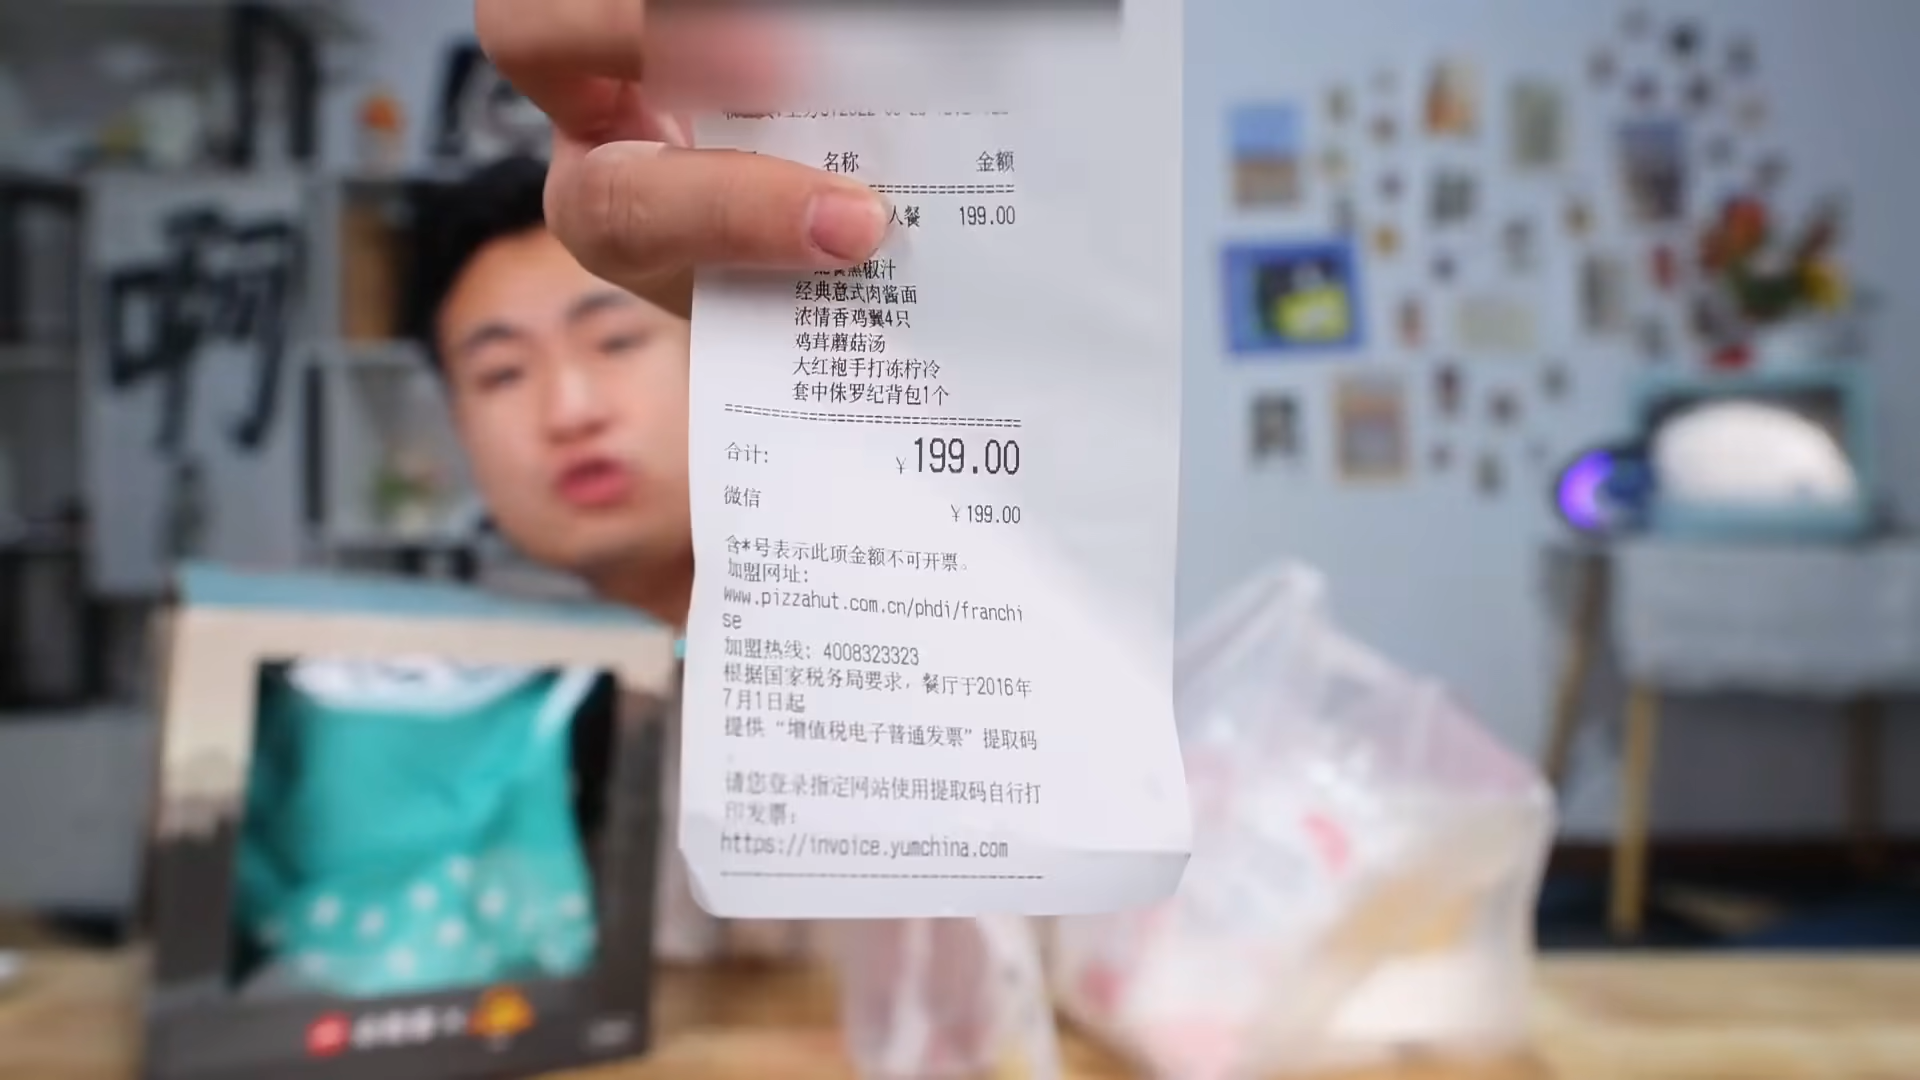 啊
名称 金额
人餐 199.00
黑椒汁
经典意式肉酱面
浓情香鸡翼4只
鸡茸蘑菇汤
大红袍手打冻柠冷
套中侏罗纪背包1个
合计: ¥199.00
微信
¥199.00
含*号表示此项金额不可开票。
加盟网址:
www.pizzahut.com.cn/phdi/franchi
se
加盟热线: 4008323323
根据国家税务局要求，餐厅于2016年
7月1日起
提供“增值税电子普通发票”提取码
。
请您登录指定网站使用提取码自行打
印发票:
https://invoice.yumchina.com